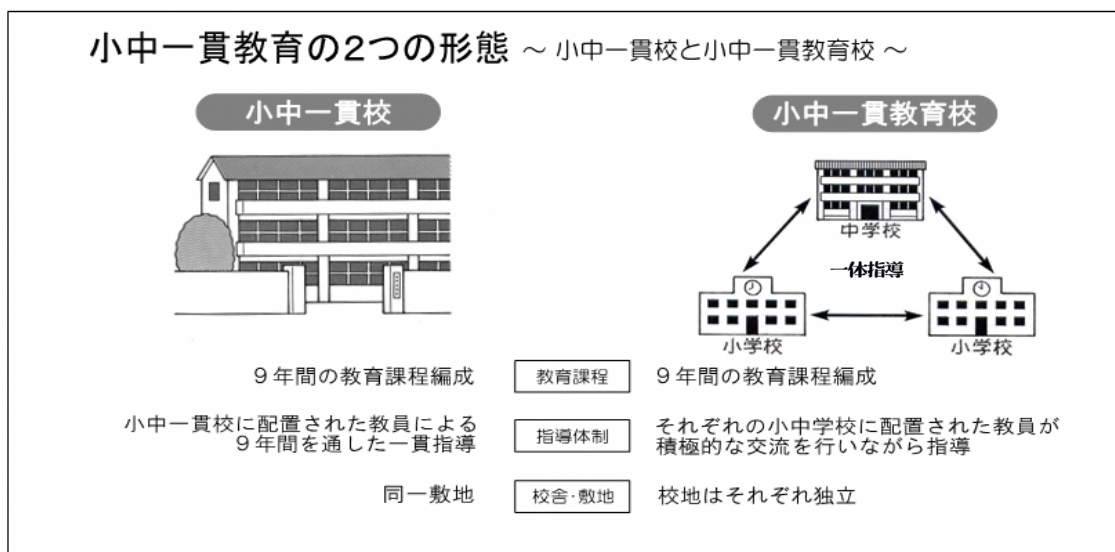 小中一貫教育の2つの形態 ～ 小中一貫校と小中一貫教育校 ～
小中一貫校
小中一貫教育校
中学校
一体指導
小学校
小学校
9年間の教育課程編成
教育課程
9年間の教育課程編成
小中一貫校に配置された教員による
9年間を通した一貫指導
指導体制
それぞれの小中学校に配置された教員が
積極的な交流を行いながら指導
同一敷地
校舎・敷地
校地はそれぞれ独立